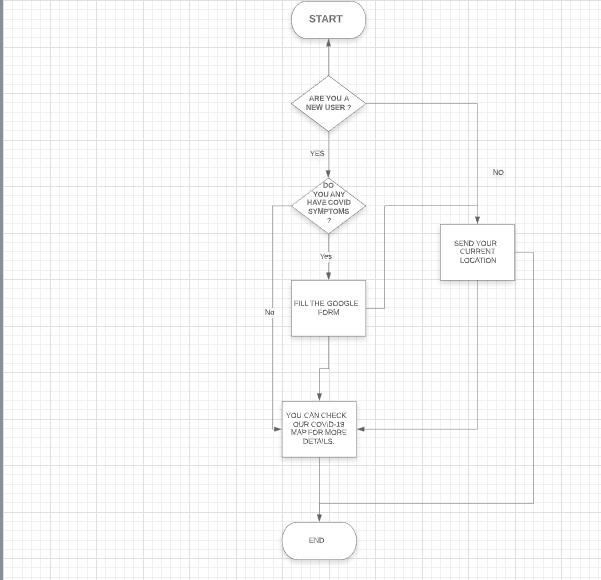 START
ARE YOU A
NEW USER ?
YES
NO
DO
YOU ANY
HAVE COVID
SYMPTOMS
?
SEND YOUR
CURRENT
LOCATION
Yes
FILL THE GOOGLE
FORM
No
YOU CAN CHECK
OUR COVID-19
MAP FOR MORE
DETAILS.
END